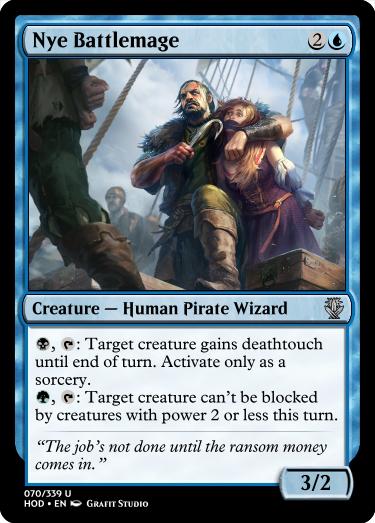 Nye Battlemage 2
Creature — Human Pirate Wizard
: Target creature gains deathtouch
until end of turn. Activate only as a
sorcery.
: Target creature can't be blocked
by creatures with power 2 or less this turn.
“The job's not done until the ransom money
comes in.”
3/2
070/339 U
HOD • EN Grafit Studio